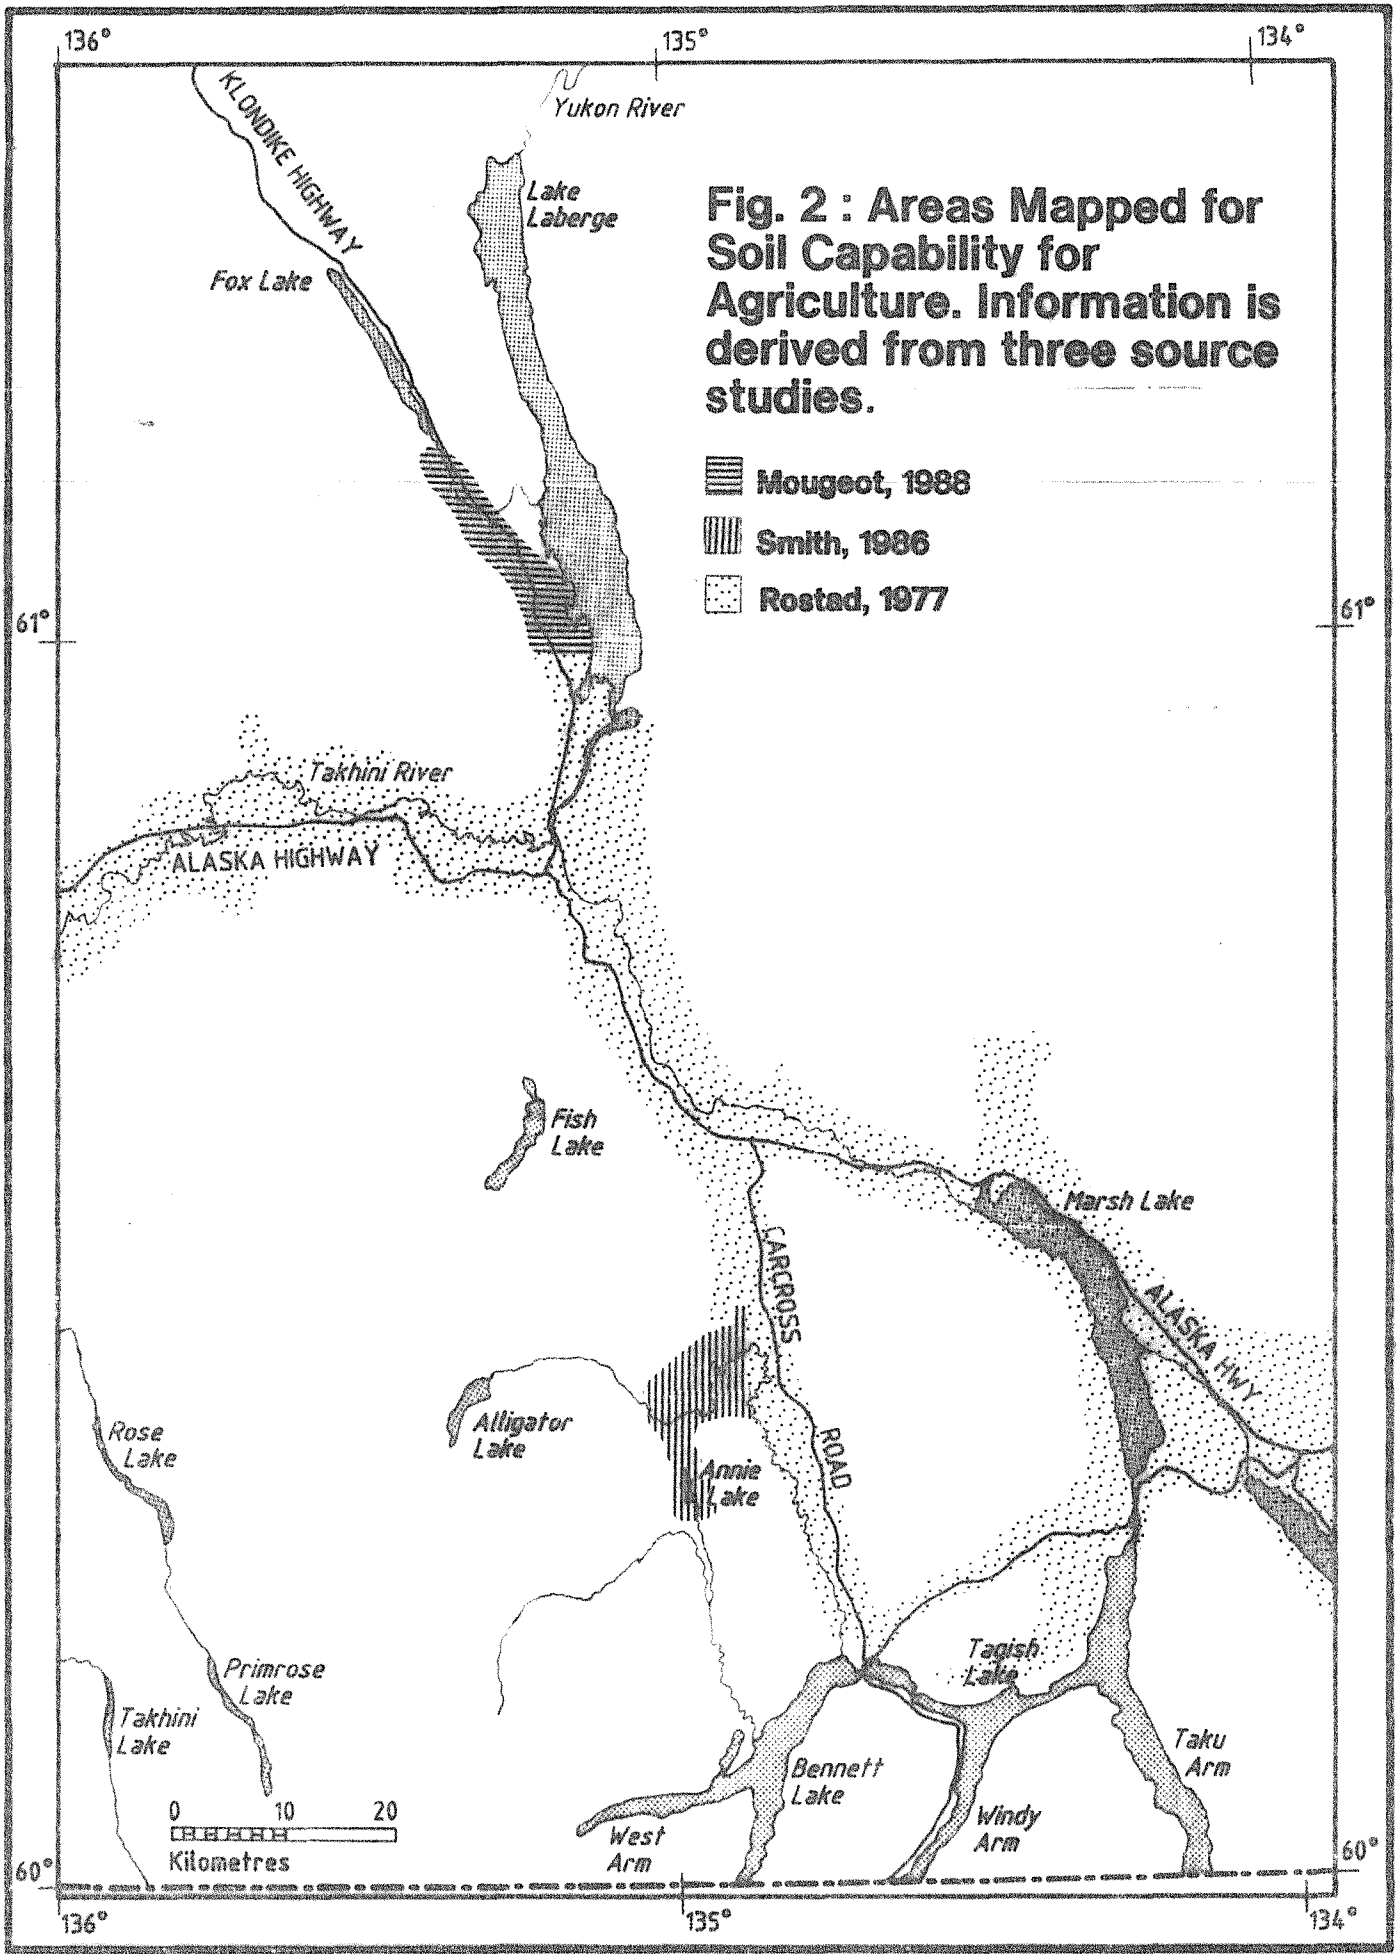 136°
135°
134°
KLONDIKE HIGHWAY
Yukon River
Lake
Laberge
Fox Lake
Fig. 2 : Areas Mapped for
Soil Capability for
Agriculture. Information is
derived from three source
studies.
Mougeot, 1988
Smith, 1986
Rostad, 1977
61°
61°
Takhini River
ALASKA HIGHWAY
Fish
Lake
Marsh Lake
CARCROSS
ROAD
ALASKA HWY
Alligator
Lake
Annie
Lake
Rose
Lake
Primrose
Lake
Takhini
Lake
Tagish
Lake
Taku
Arm
Bennett
Lake
Windy
Arm
West
Arm
0 10 20
Kilometres
60°
60°
136°
135°
134°